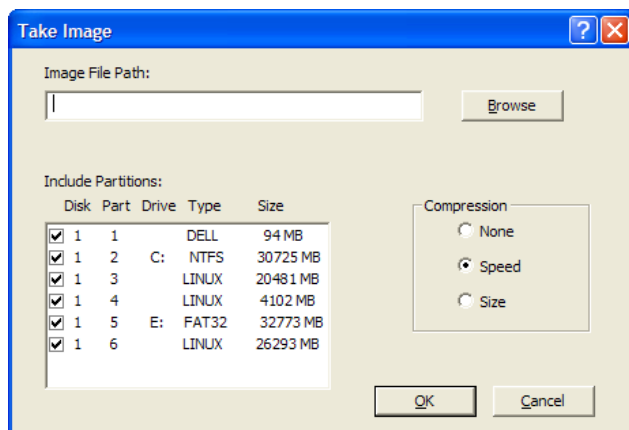 Take Image
Image File Path:
Browse
Include Partitions:
Disk Part Drive Type Size
1 1 DELL 94 MB
1 2 C: NTFS 30725 MB
1 3 LINUX 20481 MB
1 4 LINUX 4102 MB
1 5 E: FAT32 32773 MB
1 6 LINUX 26293 MB
Compression
None
Speed
Size
OK Cancel